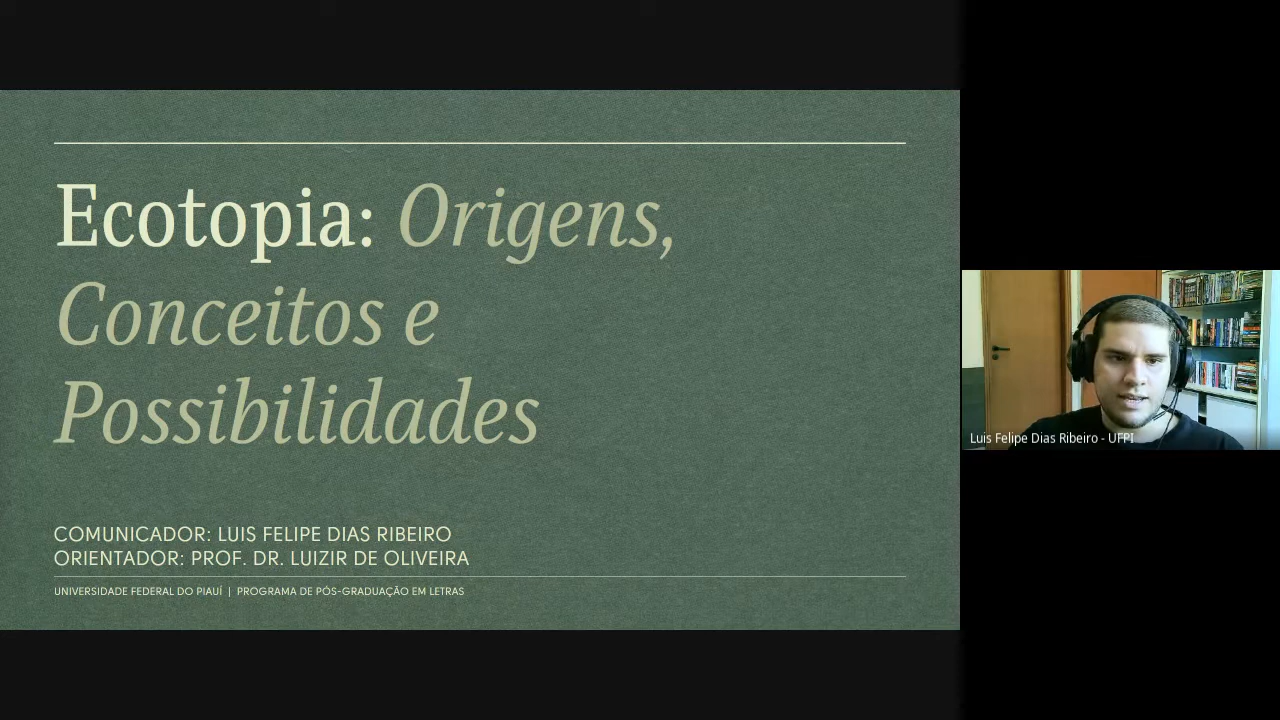 Ecotopia: Origens,
Conceitos e
Possibilidades
COMUNICADOR: LUIS FELIPE DIAS RIBEIRO
ORIENTADOR: PROF. DR. LUIZIR DE OLIVEIRA
UNIVERSIDADE FEDERAL DO PIAUÍ | PROGRAMA DE PÓS-GRADUAÇÃO EM LETRAS
Luis Felipe Dias Ribeiro - UFPI